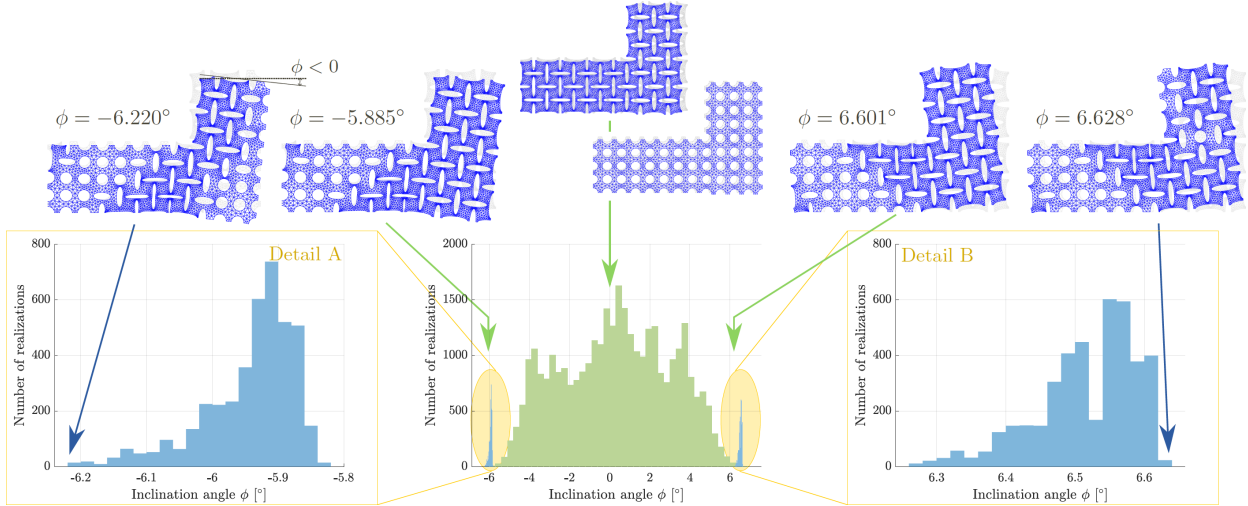 ϕ < 0
ϕ = −6.220°
ϕ = −5.885°
ϕ = 6.601°
ϕ = 6.628°
Detail A
Number of realizations
800
600
400
200
0
-6.2
-6.1
-6
-5.9
-5.8
Inclination angle ϕ [°]
Number of realizations
2000
1500
1000
500
0
-6
-4
-2
0
2
4
6
Inclination angle ϕ [°]
Detail B
Number of realizations
800
600
400
200
0
6.3
6.4
6.5
6.6
Inclination angle ϕ [°]